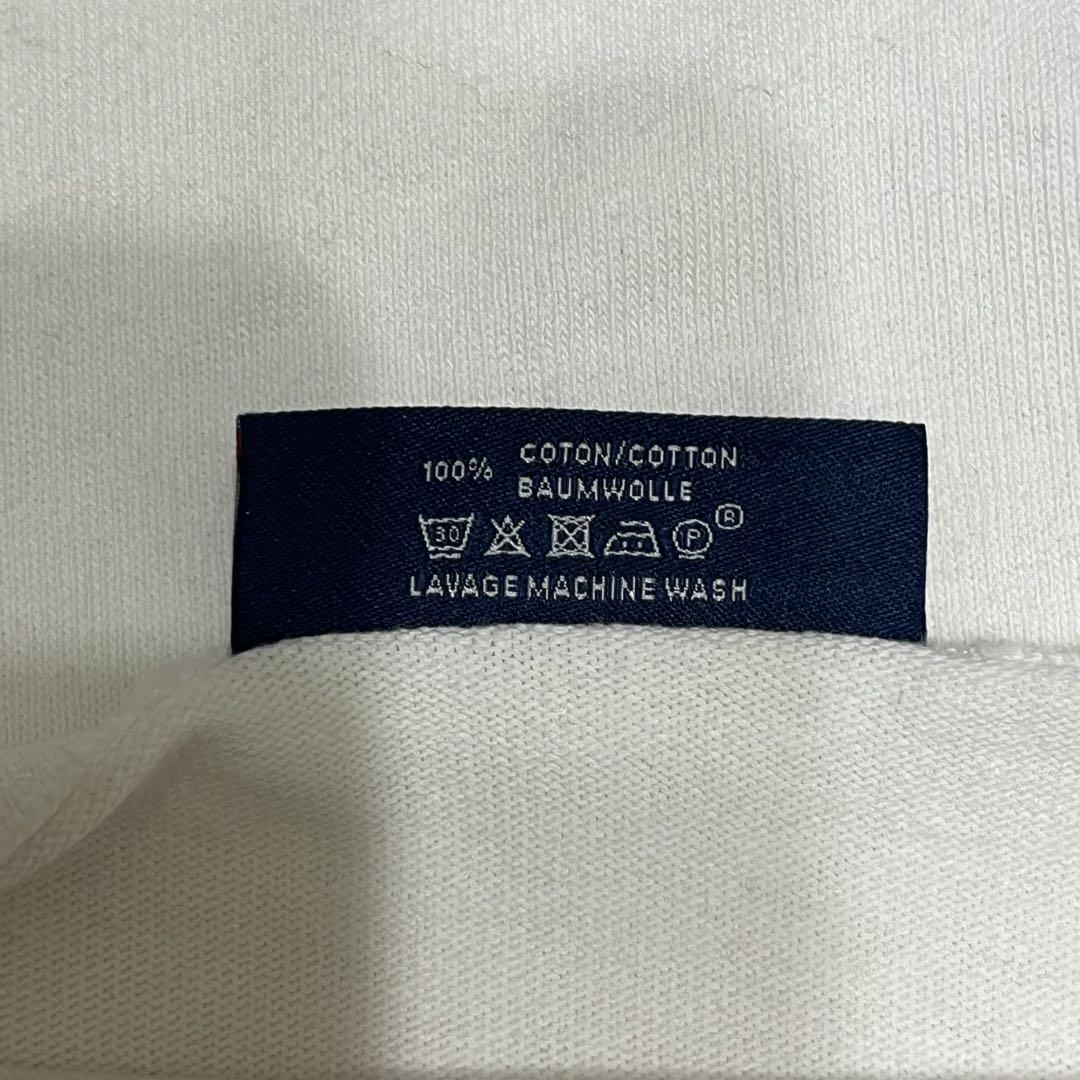 100% COTON/COTTON
BAUMWOLLE
30 P ®
LAVAGE MACHINE WASH